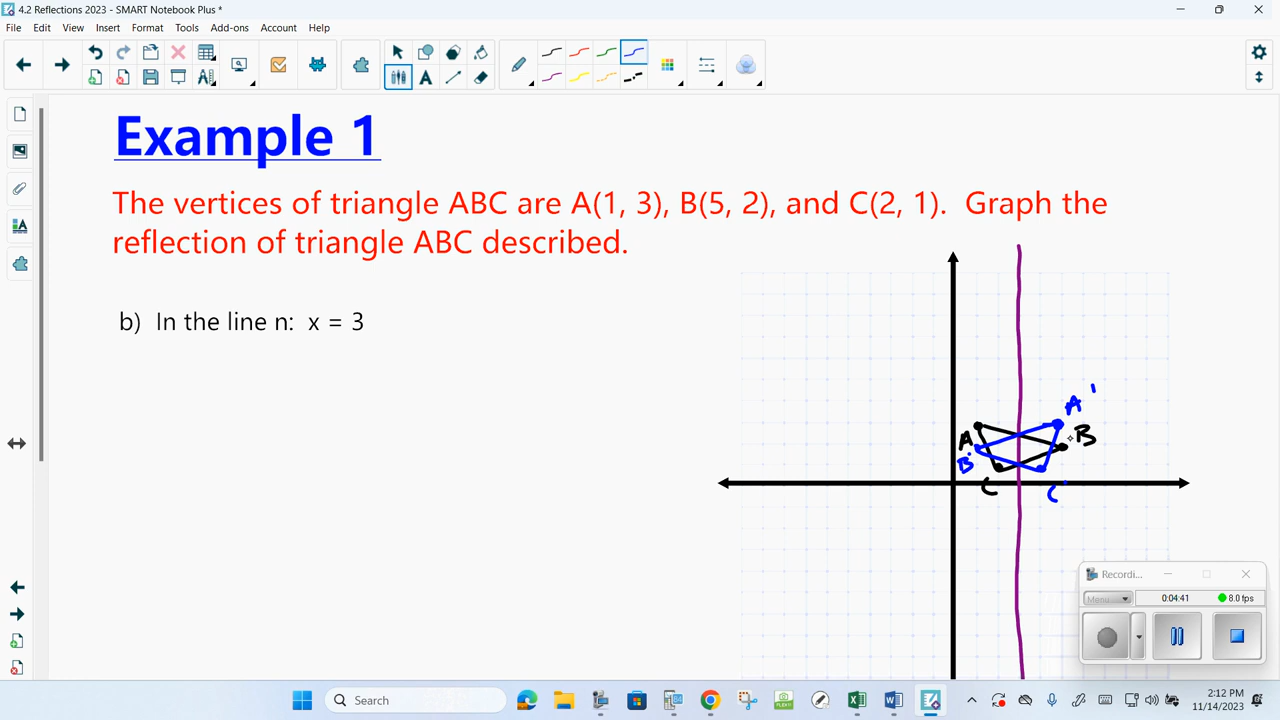 4.2 Reflections 2023 - SMART Notebook Plus *
File Edit View Insert Format Tools Add-ons Account Help
Example 1
The vertices of triangle ABC are A(1, 3), B(5, 2), and C(2, 1). Graph the
reflection of triangle ABC described.
b) In the line n: x = 3
A'
A B
B'
C C'
Recordi...
Menu 0:04:41 8.0 fps
Search
2:12 PM
11/14/2023